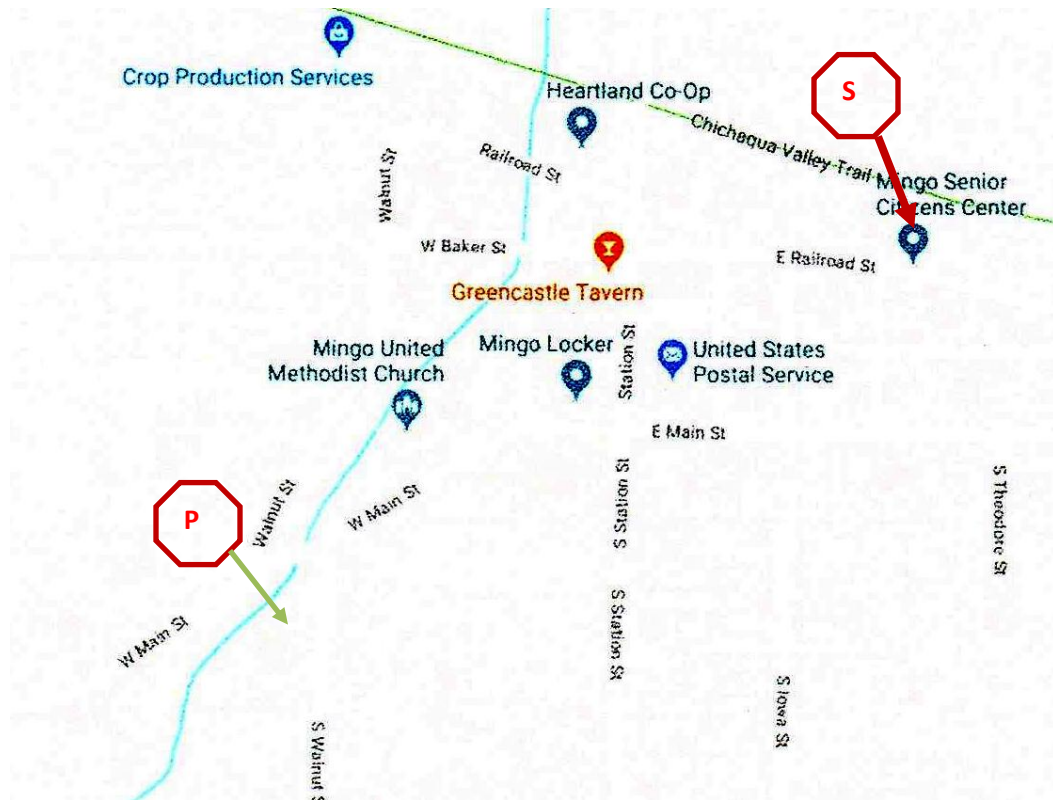 Crop Production Services
Heartland Co-Op
S
Chichaqua Valley Trail
Walnut St
Railroad St
Mingo Senior
Citizens Center
W Baker St
E Railroad St
Greencastle Tavern
Mingo United
Methodist Church
Mingo Locker
Station St
United States
Postal Service
E Main St
P
Walnut St
W Main St
S Station St
S Theodore St
W Main St
S Station St
S Iowa St
S Walnut S